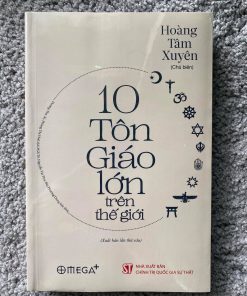 Hoàng
Tâm
Xuyên
(Chủ biên)
10
Tôn
Giáo
lớn
trên
thế giới
(Xuất bản lần thứ sáu)
OMEGA+
NHÀ XUẤT BẢN
CHÍNH TRỊ QUỐC GIA SỰ THẬT